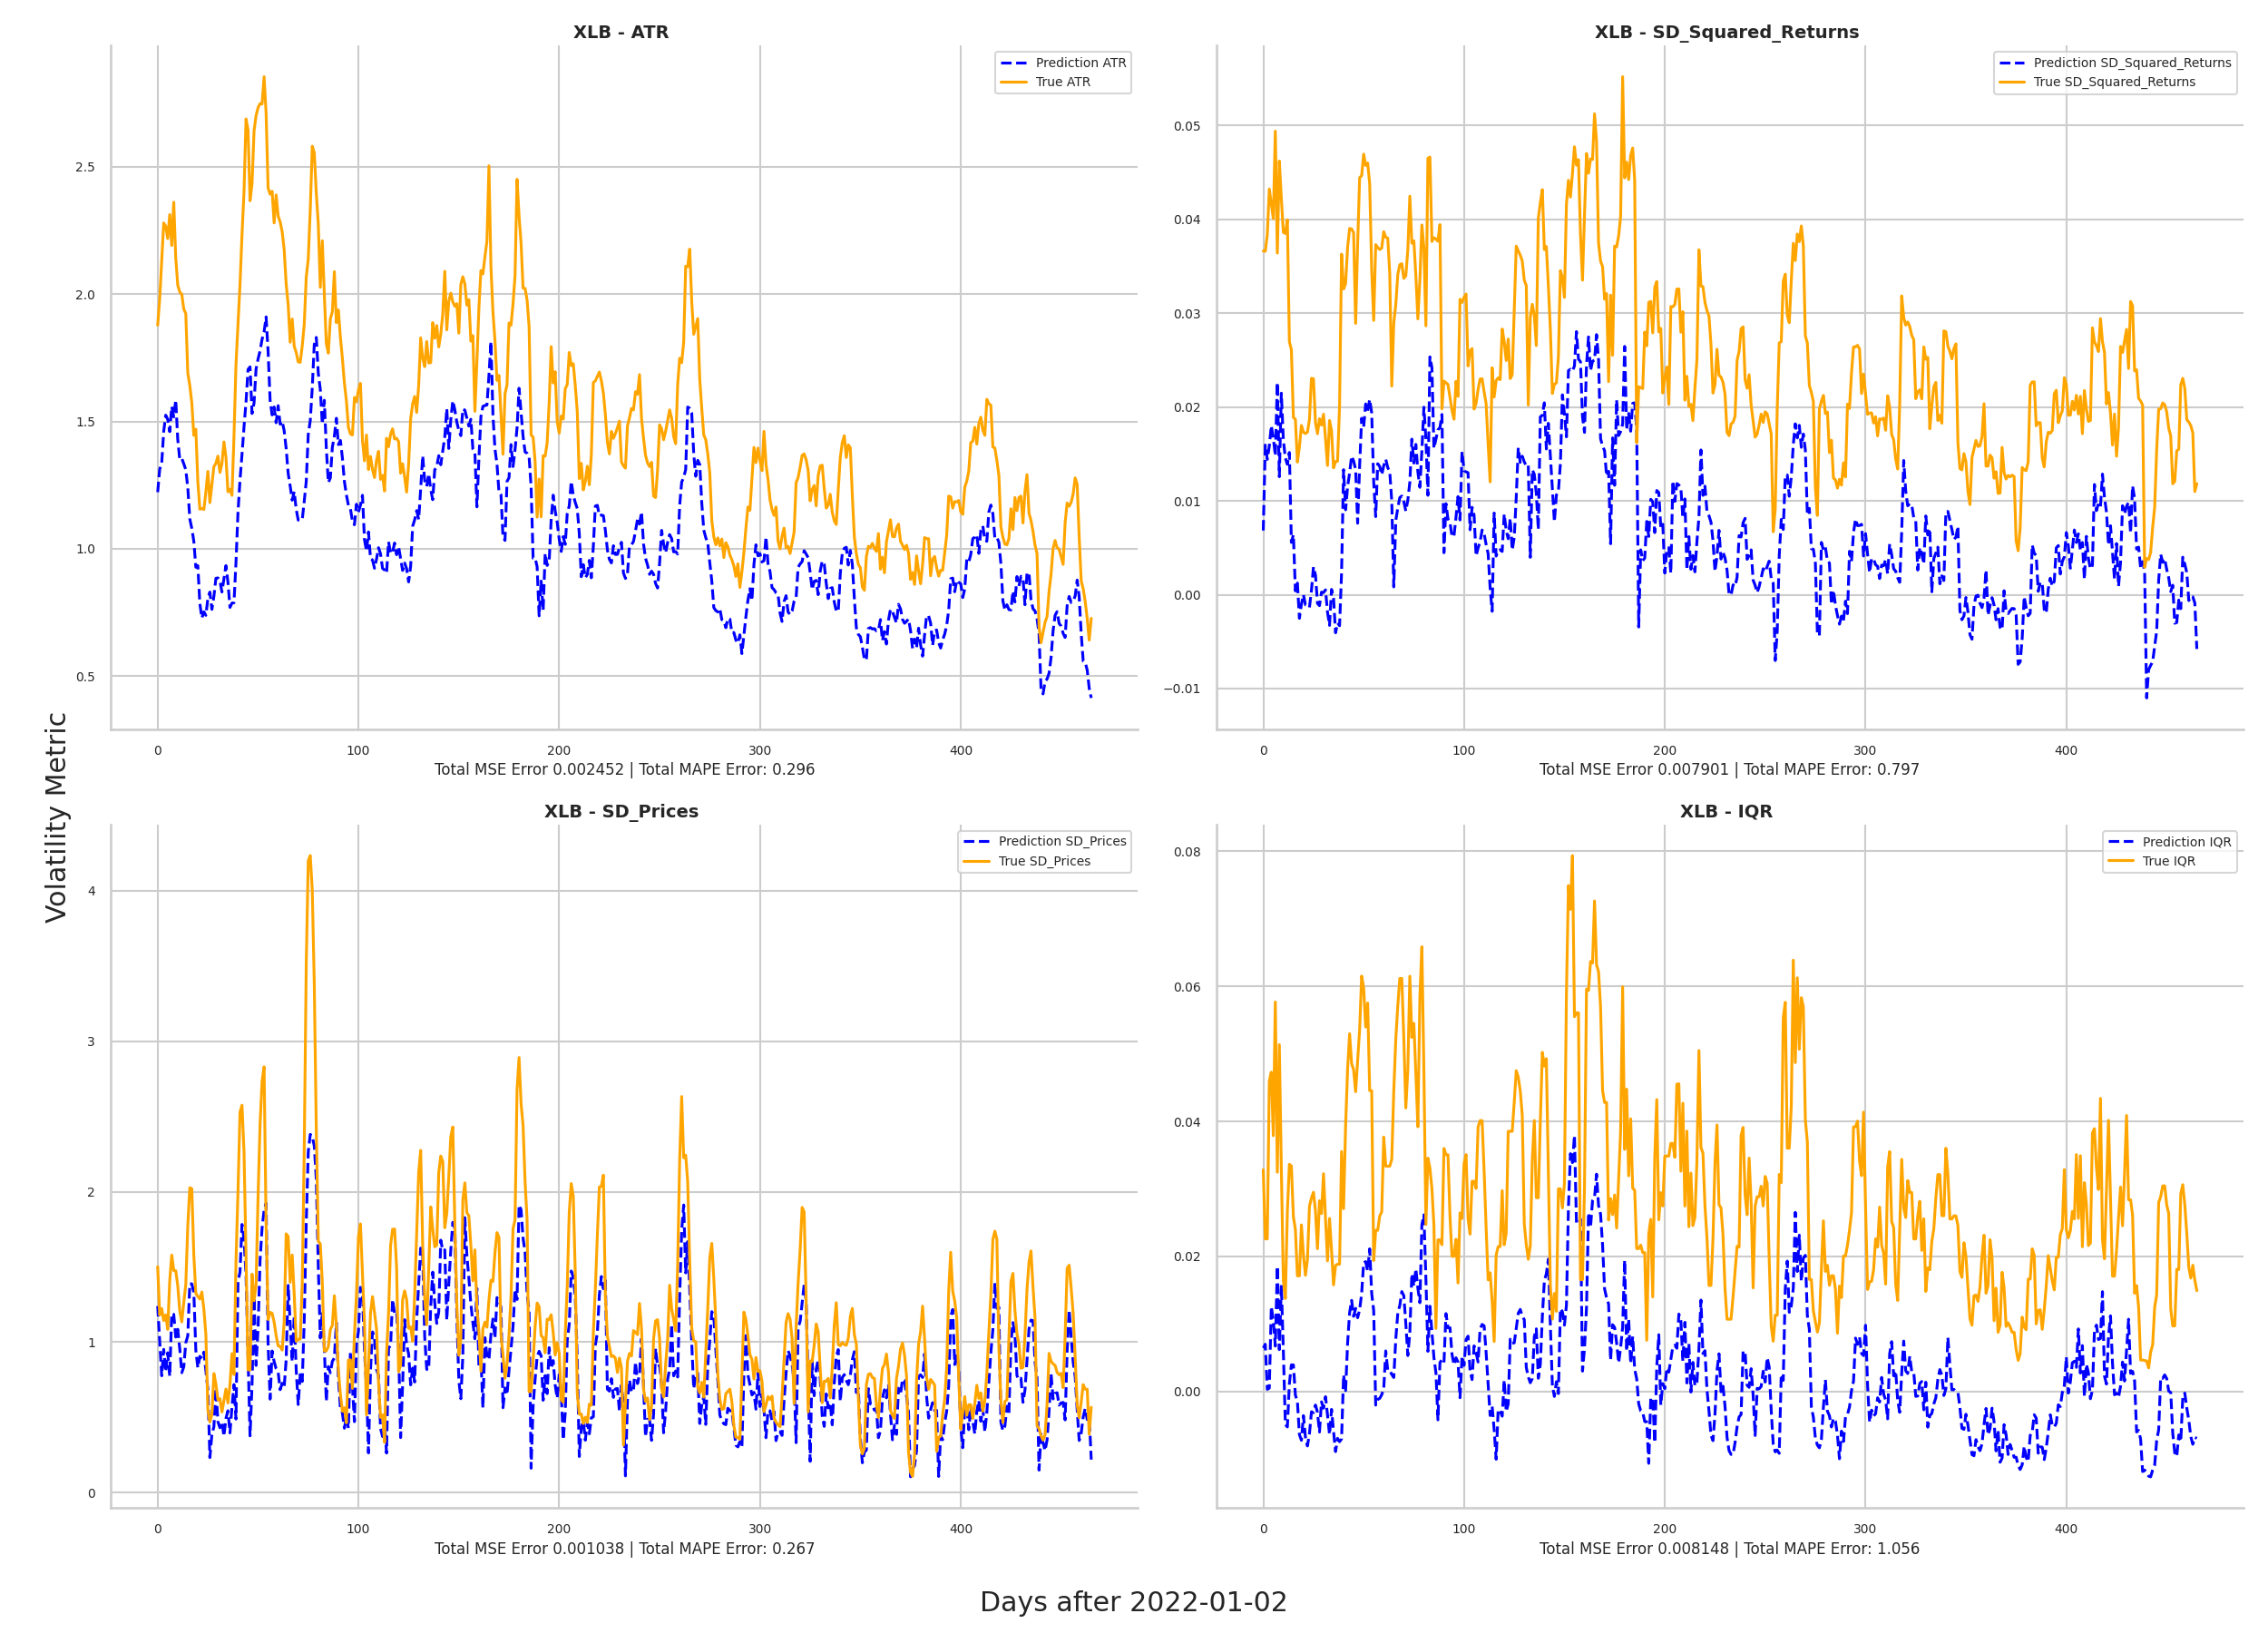 Volatility Metric
XLB - ATR
Prediction ATR
True ATR
2.5
2.0
1.5
1.0
0.5
0 100 200 300 400
Total MSE Error 0.002452 | Total MAPE Error: 0.296
XLB - SD_Squared_Returns
Prediction SD_Squared_Returns
True SD_Squared_Returns
0.05
0.04
0.03
0.02
0.01
0.00
−0.01
0 100 200 300 400
Total MSE Error 0.007901 | Total MAPE Error: 0.797
XLB - SD_Prices
Prediction SD_Prices
True SD_Prices
4
3
2
1
0
0 100 200 300 400
Total MSE Error 0.001038 | Total MAPE Error: 0.267
XLB - IQR
Prediction IQR
True IQR
0.08
0.06
0.04
0.02
0.00
0 100 200 300 400
Total MSE Error 0.008148 | Total MAPE Error: 1.056
Days after 2022-01-02